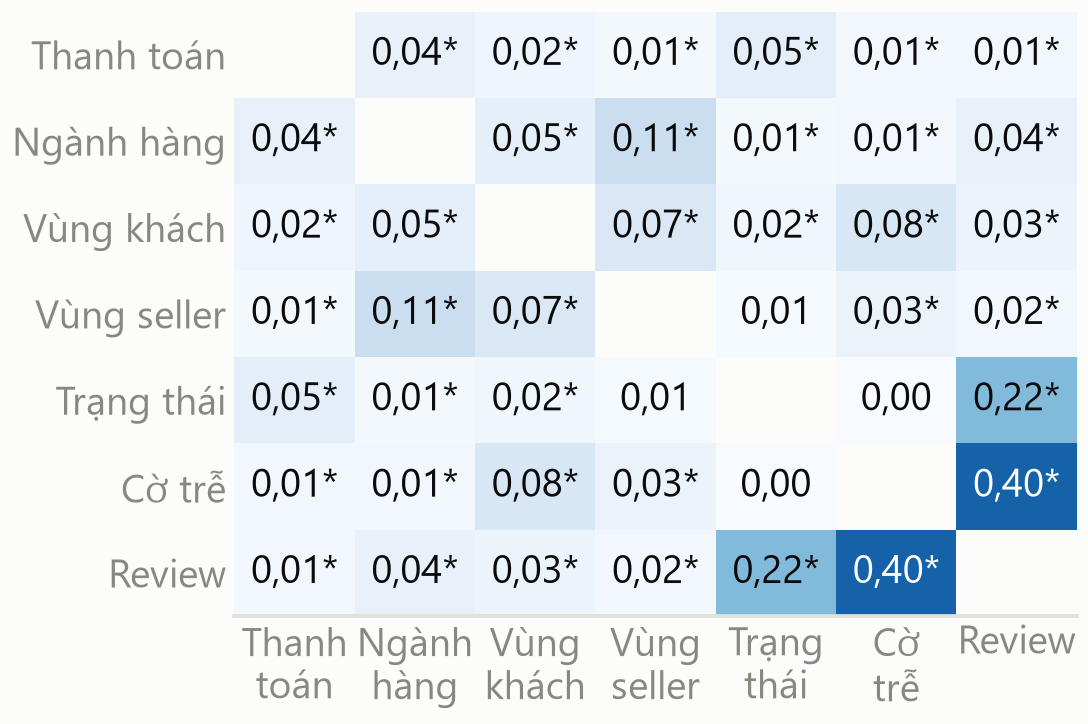 Thanh toán 0,04* 0,02* 0,01* 0,05* 0,01* 0,01*
Ngành hàng 0,04* 0,05* 0,11* 0,01* 0,01* 0,04*
Vùng khách 0,02* 0,05* 0,07* 0,02* 0,08* 0,03*
Vùng seller 0,01* 0,11* 0,07* 0,01 0,03* 0,02*
Trạng thái 0,05* 0,01* 0,02* 0,01 0,00 0,22*
Cờ trễ 0,01* 0,01* 0,08* 0,03* 0,00 0,40*
Review 0,01* 0,04* 0,03* 0,02* 0,22* 0,40*
Thanh Ngành Vùng Vùng Trạng Cờ Review
toán hàng khách seller thái trễ